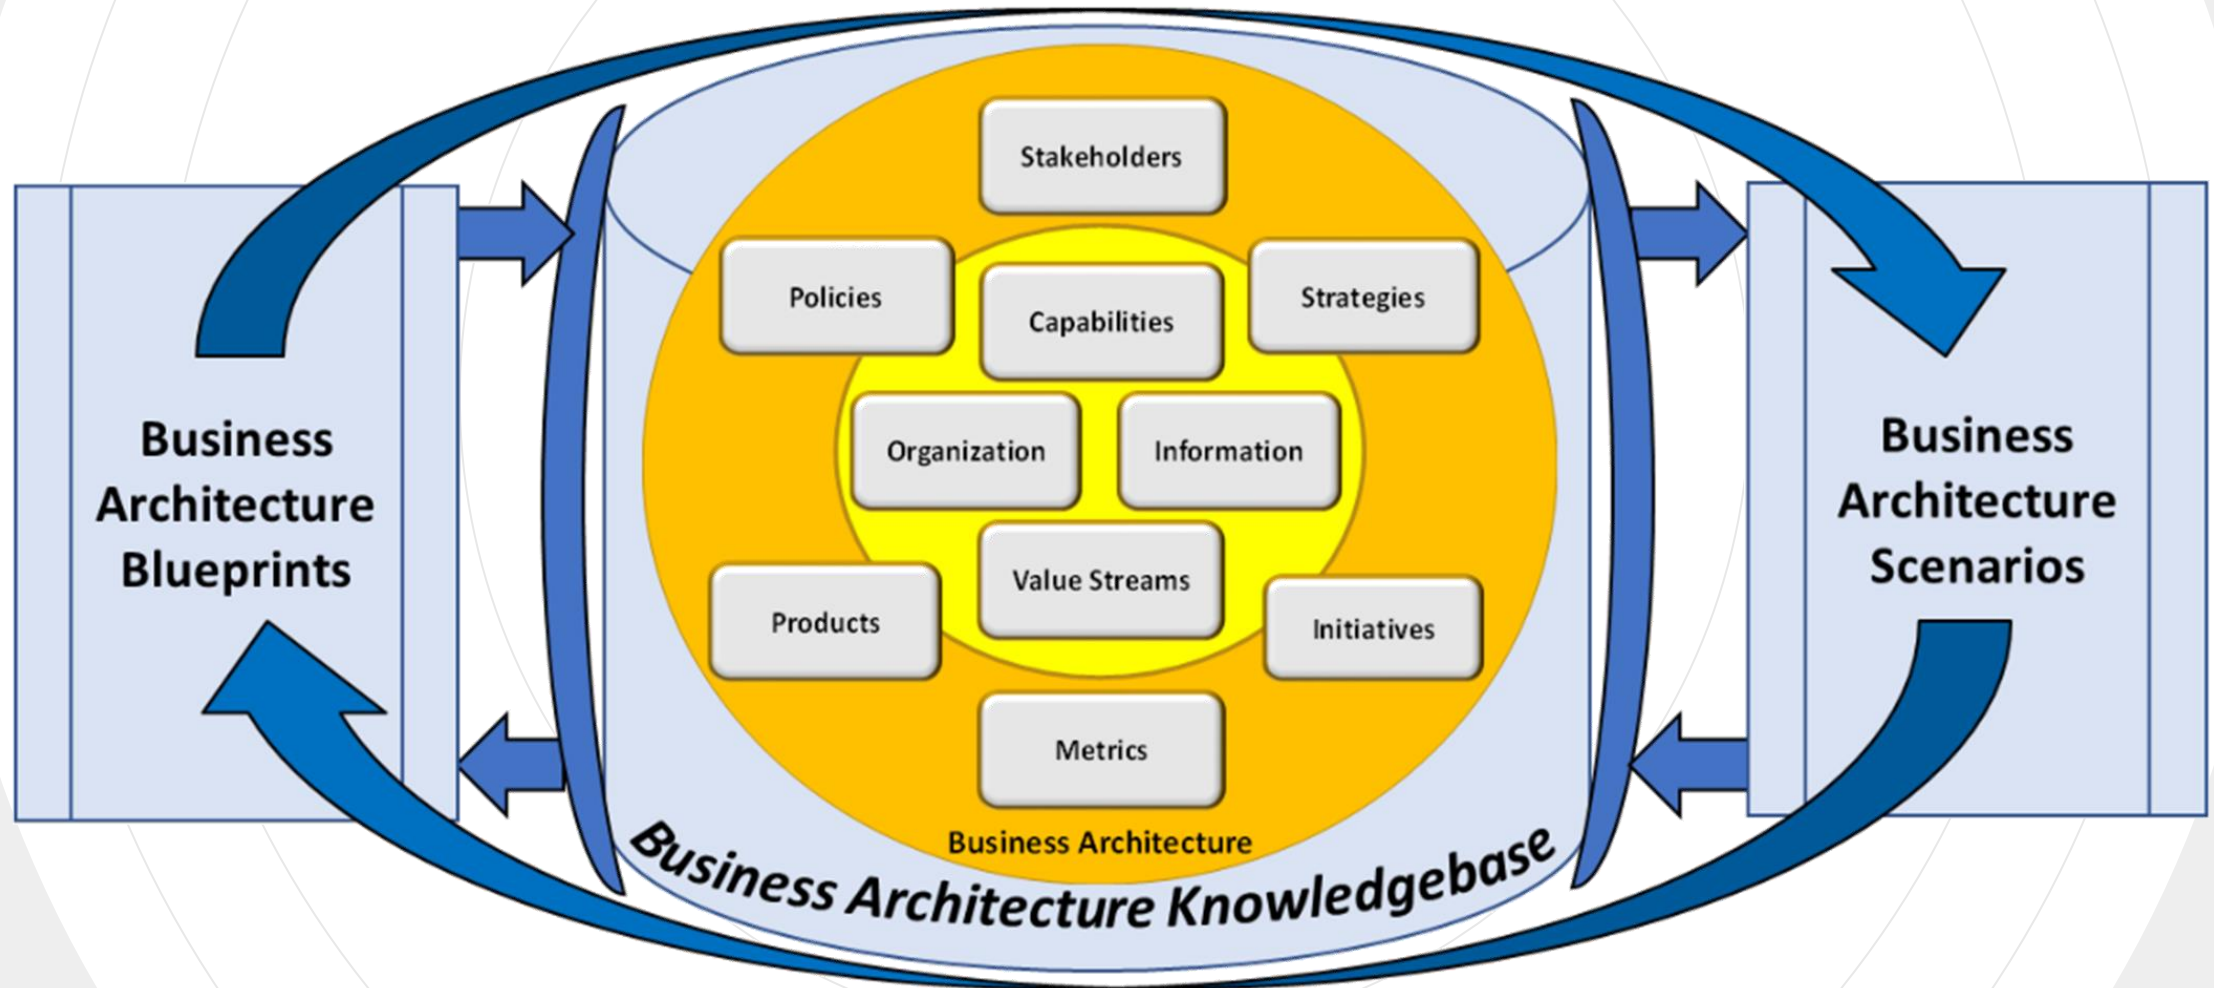 Stakeholders
Policies
Strategies
Capabilities
Organization
Information
Value Streams
Products
Initiatives
Metrics
Business Architecture
Business Architecture Knowledgebase
Business
Architecture
Blueprints
Business
Architecture
Scenarios